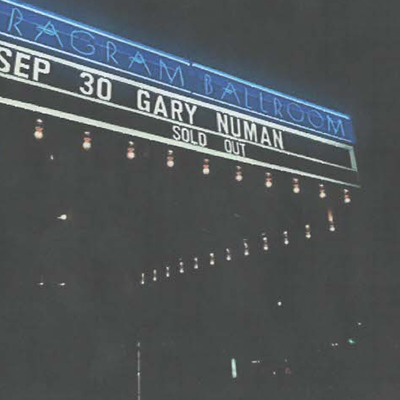 RAGRAM BALLROOM
SEP 30 GARY NUMAN
SOLD OUT